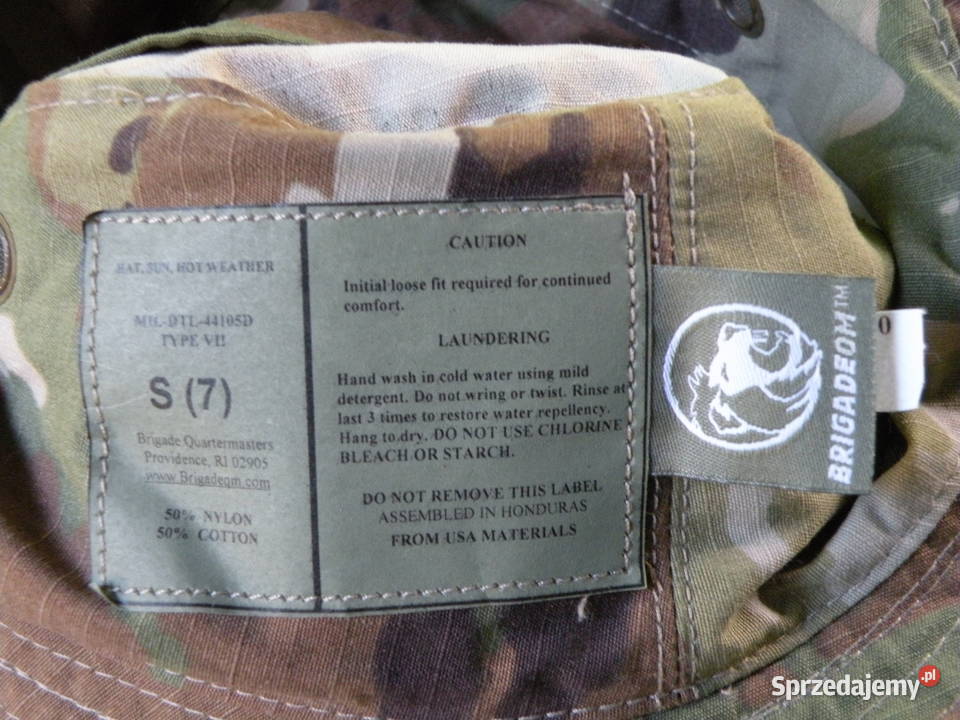 HAT, SUN, HOT WEATHER
MIL-DTL-44105D
TYPE VII
S (7)
Brigade Quartermasters
Providence, RI 02905
www.Brigadeqm.com
50% NYLON
50% COTTON
CAUTION
Initial loose fit required for continued
comfort.
LAUNDERING
Hand wash in cold water using mild
detergent. Do not wring or twist. Rinse at
last 3 times to restore water repellency.
Hang to dry. DO NOT USE CHLORINE
BLEACH OR STARCH.
DO NOT REMOVE THIS LABEL
ASSEMBLED IN HONDURAS
FROM USA MATERIALS
BRIGADEQM™
0
Sprzedajemy.pl